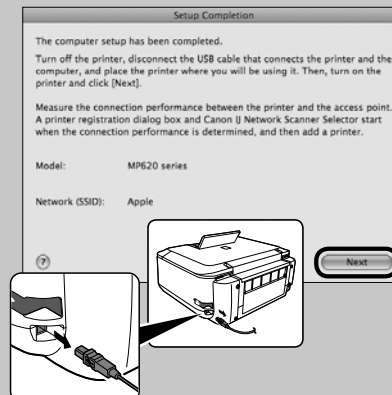 Setup Completion
The computer setup has been completed.
Turn off the printer, disconnect the USB cable that connects the printer and the
computer, and place the printer where you will be using it. Then, turn on the
printer and click [Next].
Measure the connection performance between the printer and the access point.
A printer registration dialog box and Canon IJ Network Scanner Selector start
when the connection performance is determined, and then add a printer.
Model: MP620 series
Network (SSID): Apple
?
Next